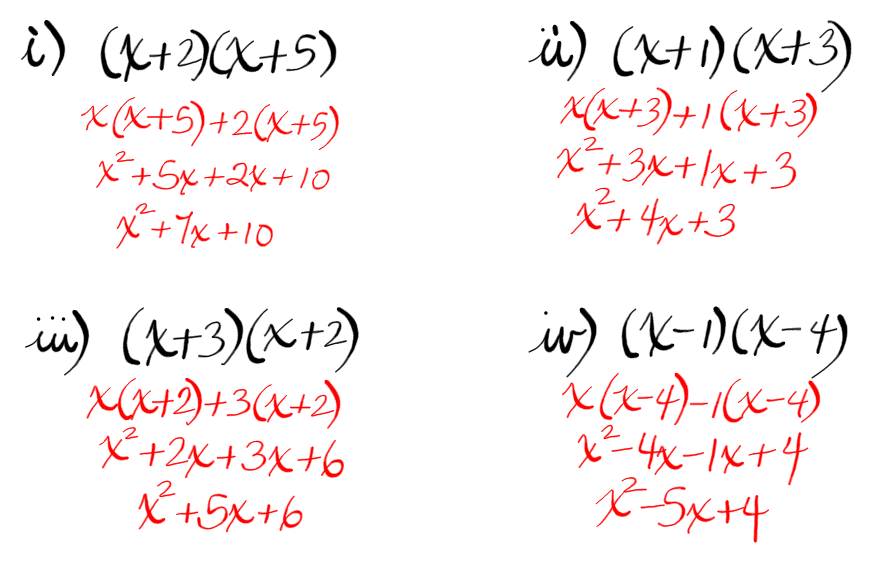 i) (x+2)(x+5)
x(x+5)+2(x+5)
x²+5x+2x+10
x²+7x+10
ii) (x+1)(x+3)
x(x+3)+1(x+3)
x²+3x+1x+3
x²+4x+3
iii) (x+3)(x+2)
x(x+2)+3(x+2)
x²+2x+3x+6
x²+5x+6
iv) (x-1)(x-4)
x(x-4)-1(x-4)
x²-4x-1x+4
x²-5x+4